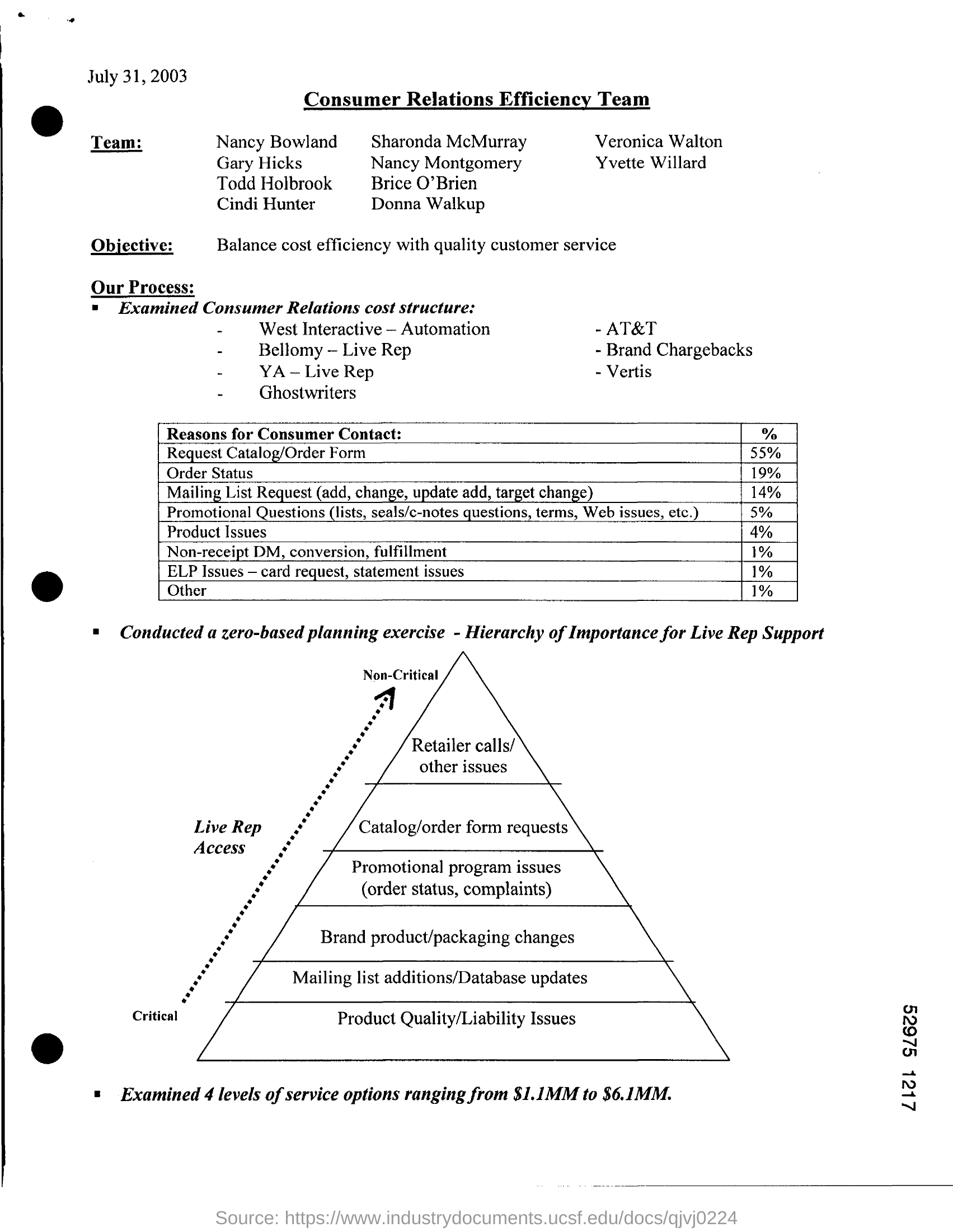 July 31, 2003
Consumer Relations Efficiency Team
Team: Nancy Bowland Sharonda McMurray Veronica Walton
Gary Hicks Nancy Montgomery Yvette Willard
Todd Holbrook Brice O'Brien
Cindi Hunter Donna Walkup
Objective: Balance cost efficiency with quality customer service
Our Process:
▪ Examined Consumer Relations cost structure:
- West Interactive – Automation - AT&T
- Bellomy – Live Rep - Brand Chargebacks
- YA – Live Rep - Vertis
- Ghostwriters
Reasons for Consumer Contact: %
Request Catalog/Order Form 55%
Order Status 19%
Mailing List Request (add, change, update add, target change) 14%
Promotional Questions (lists, seals/c-notes questions, terms, Web issues, etc.) 5%
Product Issues 4%
Non-receipt DM, conversion, fulfillment 1%
ELP Issues – card request, statement issues 1%
Other 1%
▪ Conducted a zero-based planning exercise - Hierarchy of Importance for Live Rep Support
Non-Critical
Retailer calls/
other issues
Live Rep
Access
Catalog/order form requests
Promotional program issues
(order status, complaints)
Brand product/packaging changes
Mailing list additions/Database updates
Critical
Product Quality/Liability Issues
▪ Examined 4 levels of service options ranging from $1.1MM to $6.1MM.
52975 1217
Source: https://www.industrydocuments.ucsf.edu/docs/qjvj0224